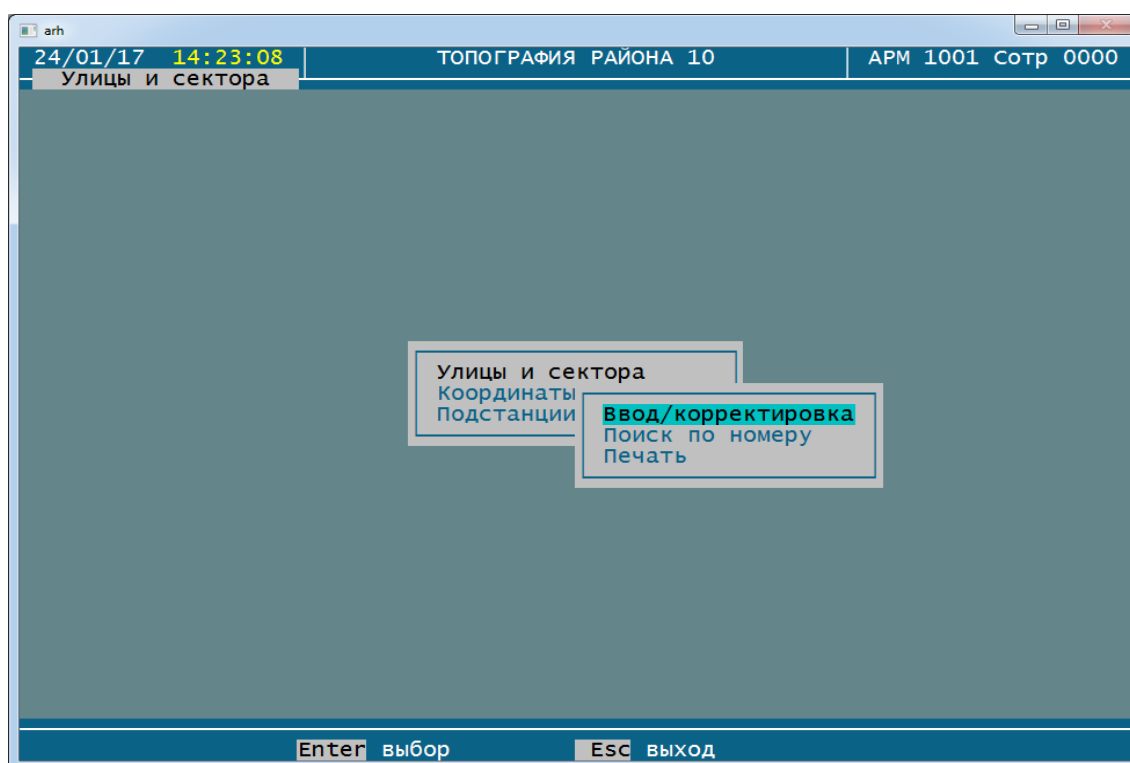 arh
24/01/17 14:23:08 ТОПОГРАФИЯ РАЙОНА 10 АРМ 1001 Сотр 0000
Улицы и сектора
Улицы и сектора
Координаты
Подстанции
Ввод/корректировка
Поиск по номеру
Печать
Enter выбор Esc выход